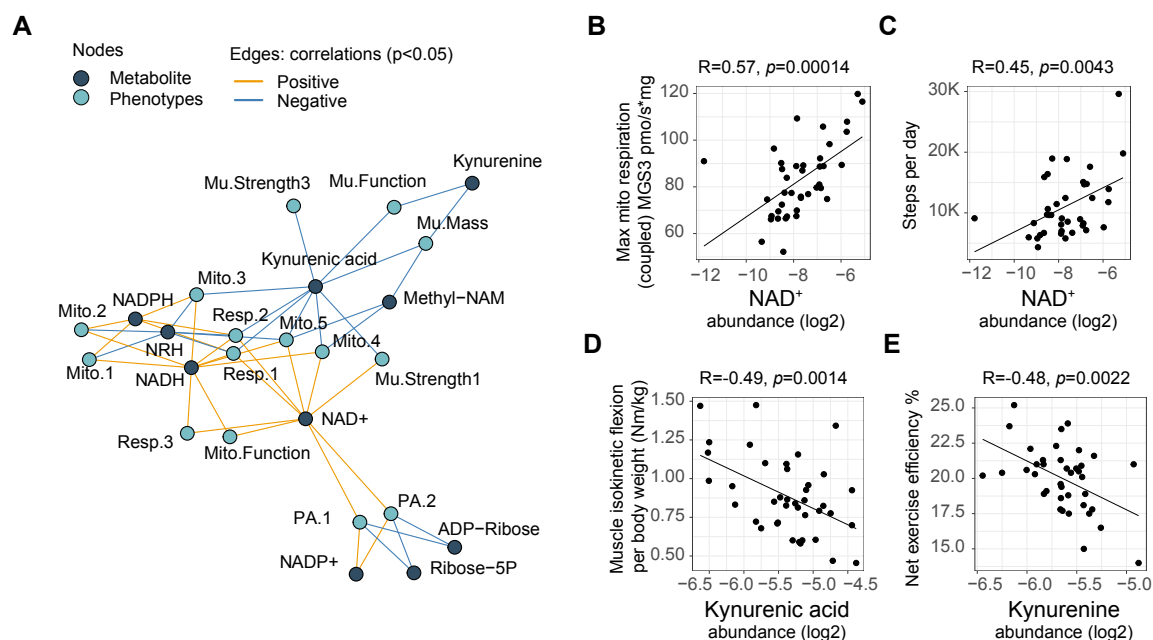 A
Nodes
Metabolite
Phenotypes
Edges: correlations (p<0.05)
Positive
Negative
Kynurenine
Mu.Strength3
Mu.Function
Mu.Mass
Kynurenic acid
Mito.3
NADPH
Methyl−NAM
Mito.2
Resp.2
Mito.5
NRH
Mito.4
Mito.1
NADH
Resp.1
Mu.Strength1
NAD+
Resp.3
Mito.Function
PA.2
PA.1
ADP−Ribose
NADP+
Ribose−5P
B
R=0.57, p=0.00014
Max mito respiration
(coupled) MGS3 pmo/s*mg
120
100
80
60
−12
−10
−8
−6
NAD⁺
abundance (log2)
C
R=0.45, p=0.0043
Steps per day
30K
20K
10K
−12
−10
−8
−6
NAD⁺
abundance (log2)
D
R=-0.49, p=0.0014
Muscle isokinetic flexion
per body weight (Nm/kg)
1.50
1.25
1.00
0.75
0.50
−6.5
−6.0
−5.5
−5.0
−4.5
Kynurenic acid
abundance (log2)
E
R=-0.48, p=0.0022
Net exercise efficiency %
25.0
22.5
20.0
17.5
15.0
−6.5
−6.0
−5.5
−5.0
Kynurenine
abundance (log2)